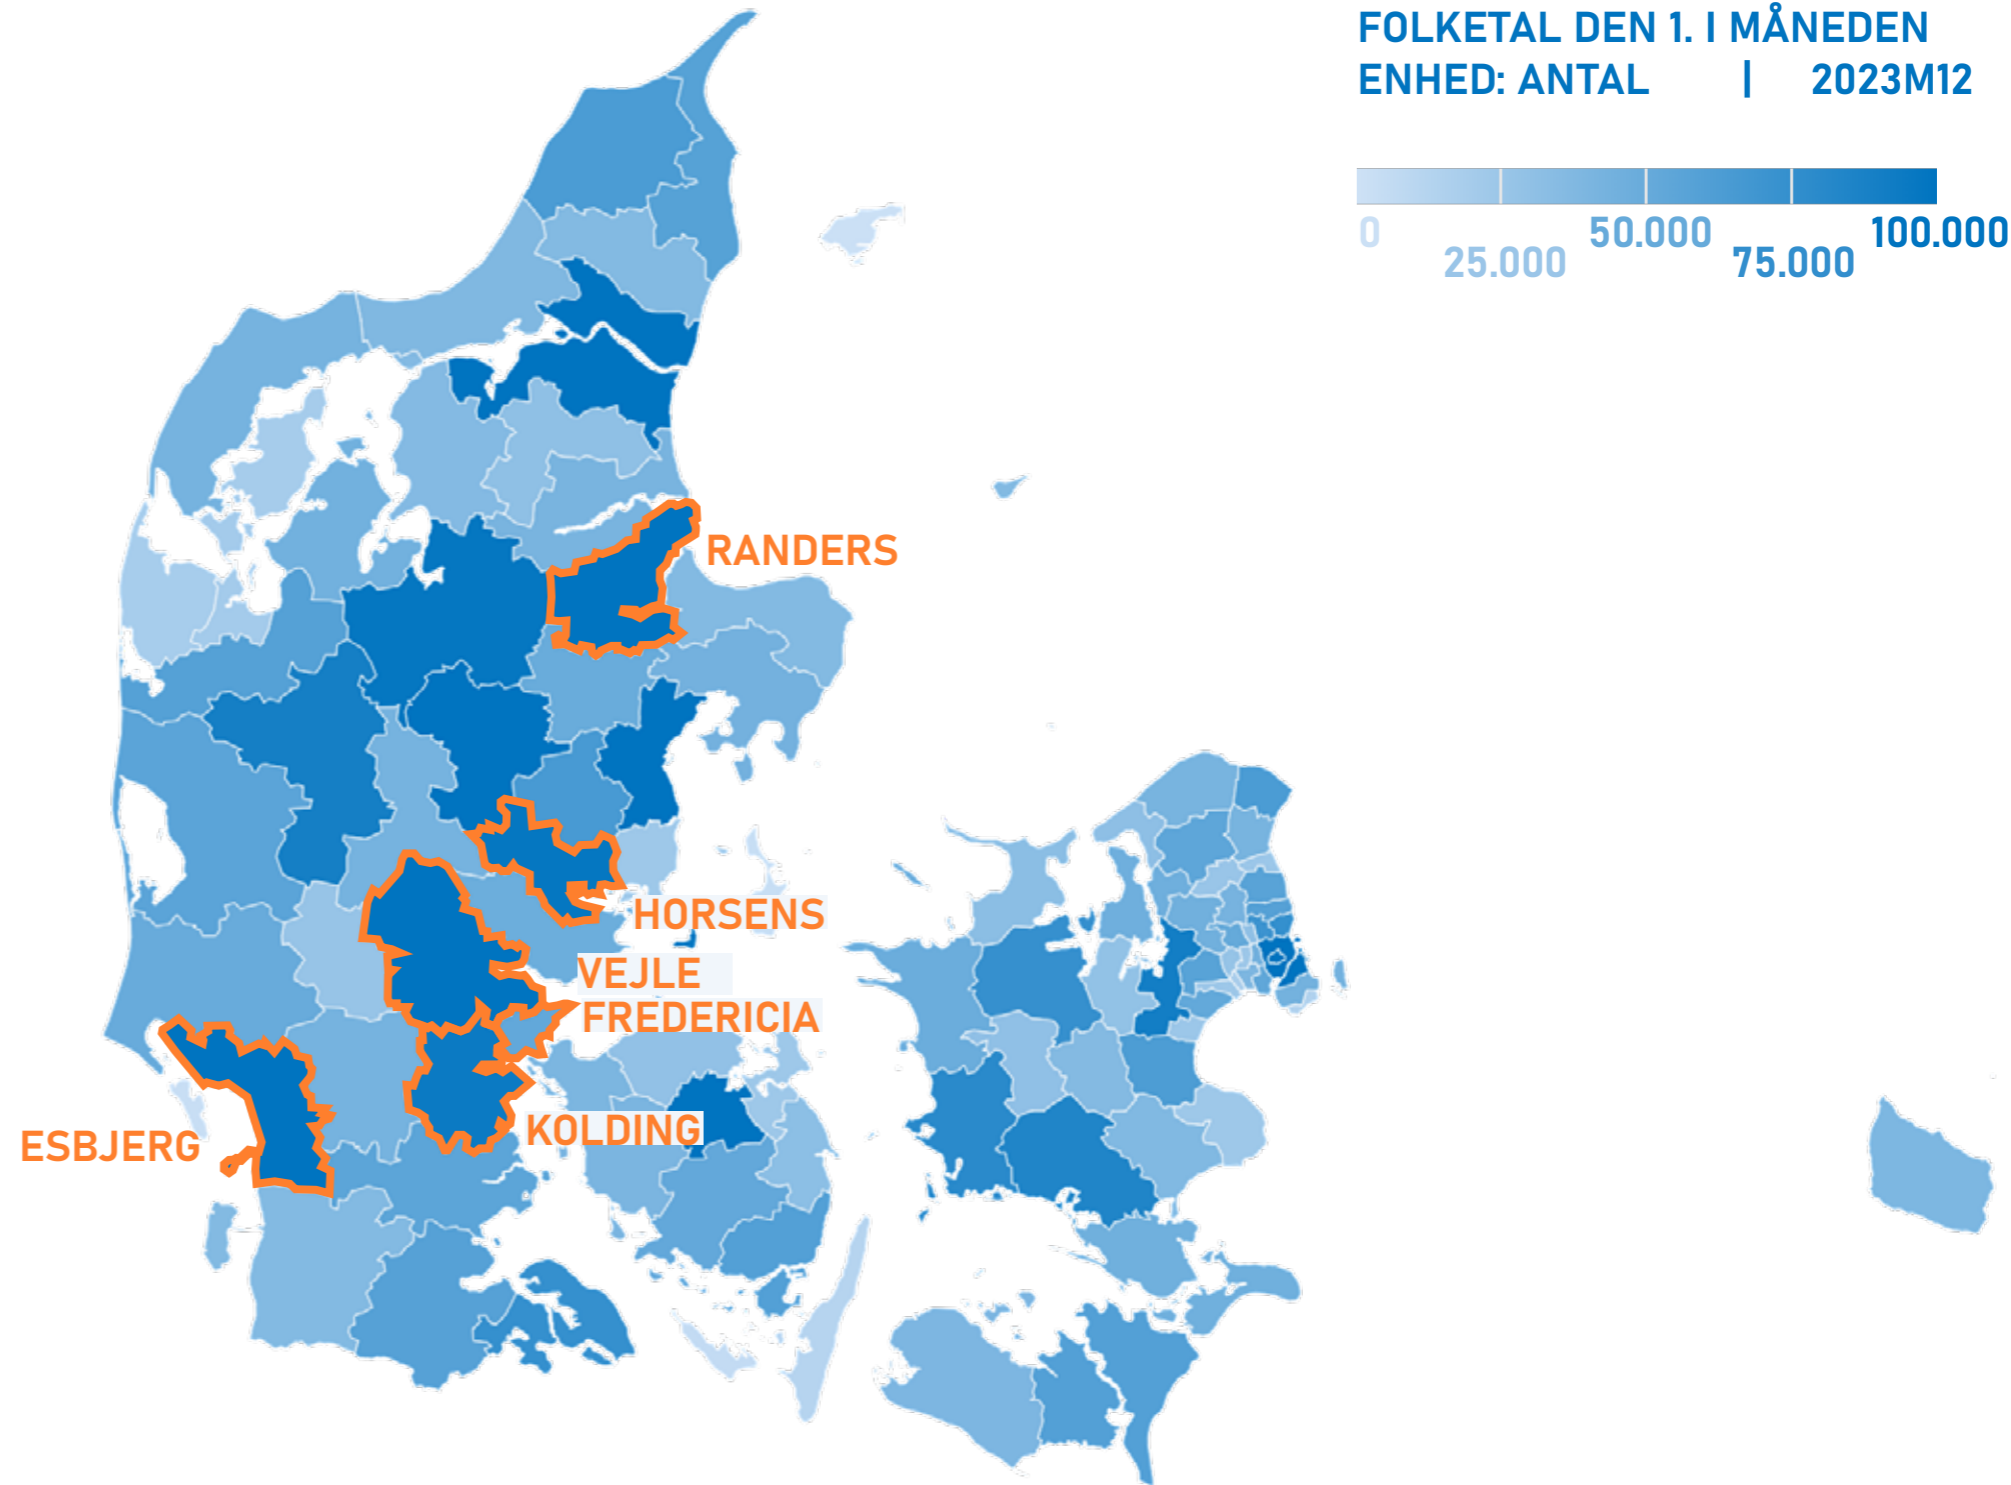 FOLKETAL DEN 1. I MÅNEDEN
ENHED: ANTAL | 2023M12
0
25.000
50.000
75.000
100.000
RANDERS
HORSENS
VEJLE
FREDERICIA
KOLDING
ESBJERG